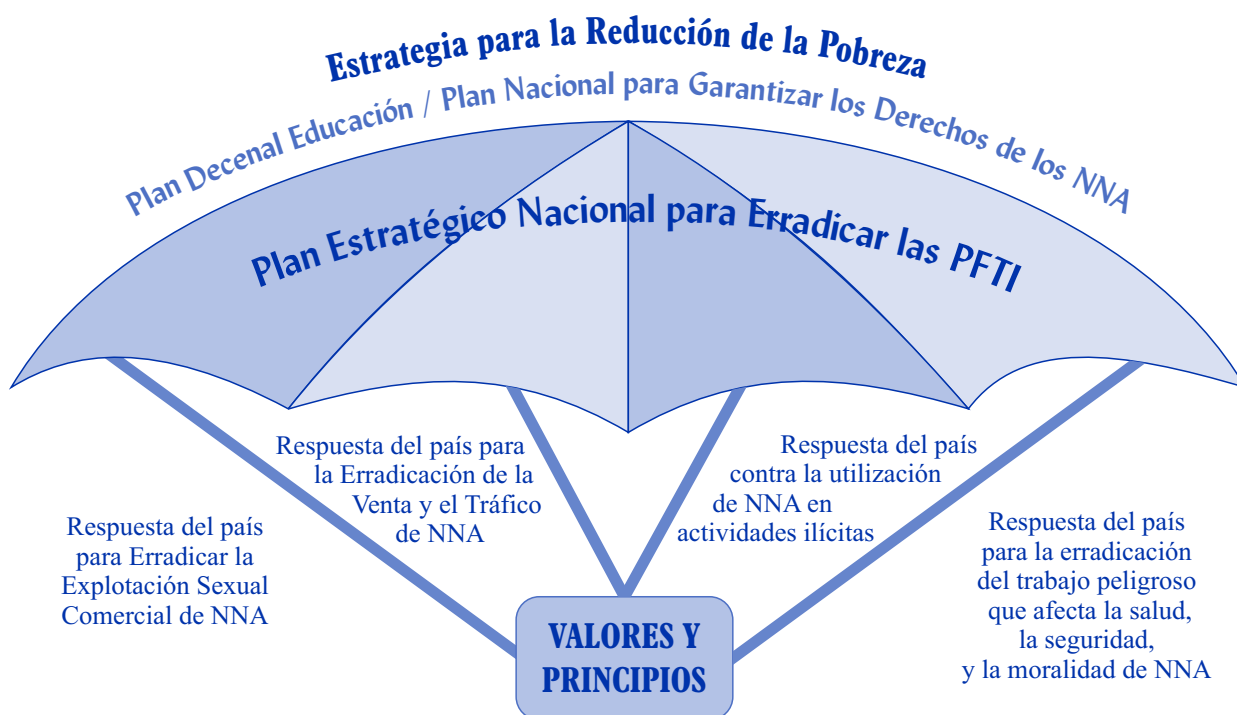 Estrategia para la Reducción de la Pobreza
Plan Decenal Educación / Plan Nacional para Garantizar los Derechos de los NNA
Plan Estratégico Nacional para Erradicar las PFTI
Respuesta del país
para Erradicar la
Explotación Sexual
Comercial de NNA
Respuesta del país para
la Erradicación de la
Venta y el Tráfico
de NNA
Respuesta del país
contra la utilización
de NNA en
actividades ilícitas
Respuesta del país
para la erradicación
del trabajo peligroso
que afecta la salud,
la seguridad,
y la moralidad de NNA
VALORES Y
PRINCIPIOS